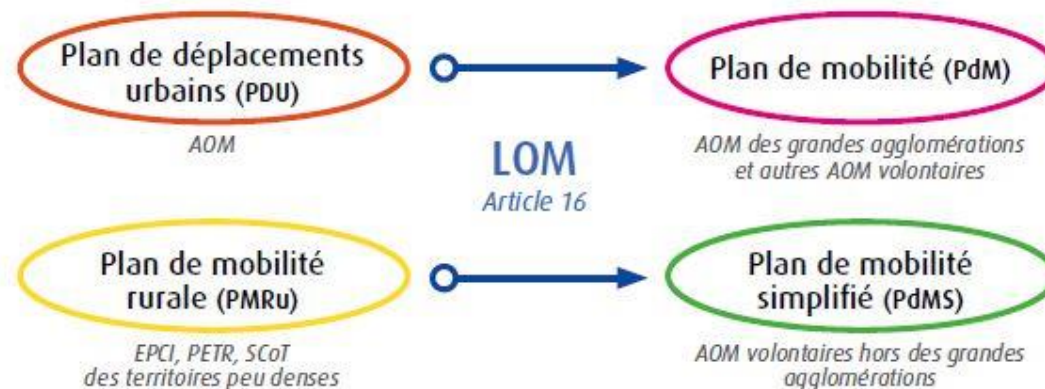 Plan de déplacements
urbains (PDU)
AOM
Plan de mobilité (PdM)
AOM des grandes agglomérations
et autres AOM volontaires
LOM
Article 16
Plan de mobilité
rurale (PMRu)
EPCI, PETR, SCoT
des territoires peu denses
Plan de mobilité
simplifié (PdMS)
AOM volontaires hors des grandes
agglomérations